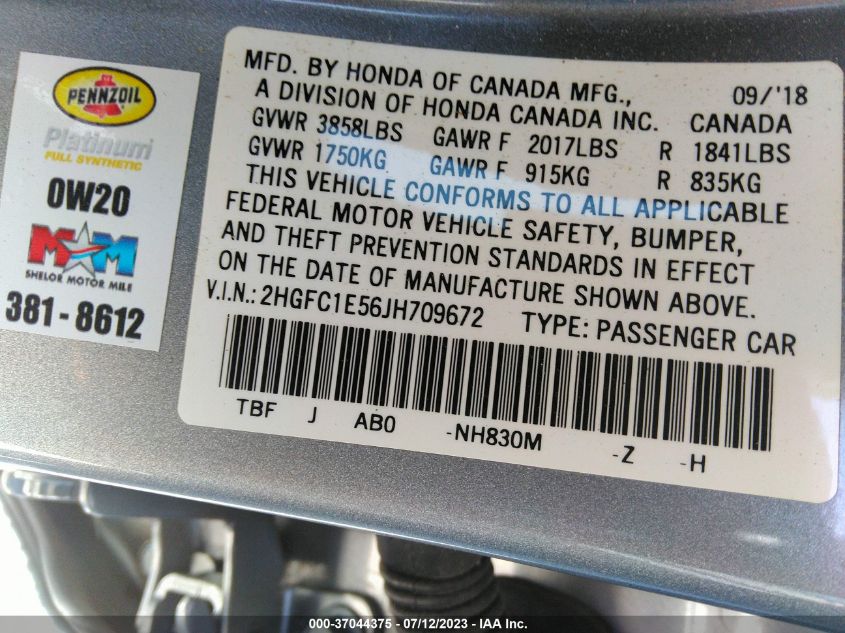 PENNZOIL
Platinum
FULL SYNTHETIC
0W20
MM
SHELOR MOTOR MILE
381-8612
MFD. BY HONDA OF CANADA MFG., 09/'18
A DIVISION OF HONDA CANADA INC. CANADA
GVWR 3858LBS GAWR F 2017LBS R 1841LBS
GVWR 1750KG GAWR F 915KG R 835KG
THIS VEHICLE CONFORMS TO ALL APPLICABLE
FEDERAL MOTOR VEHICLE SAFETY, BUMPER,
AND THEFT PREVENTION STANDARDS IN EFFECT
ON THE DATE OF MANUFACTURE SHOWN ABOVE.
V.I.N.: 2HGFC1E56JH709672 TYPE: PASSENGER CAR
TBF J AB0 -NH830M -Z -H
000-37044375 - 07/12/2023 - IAA Inc.